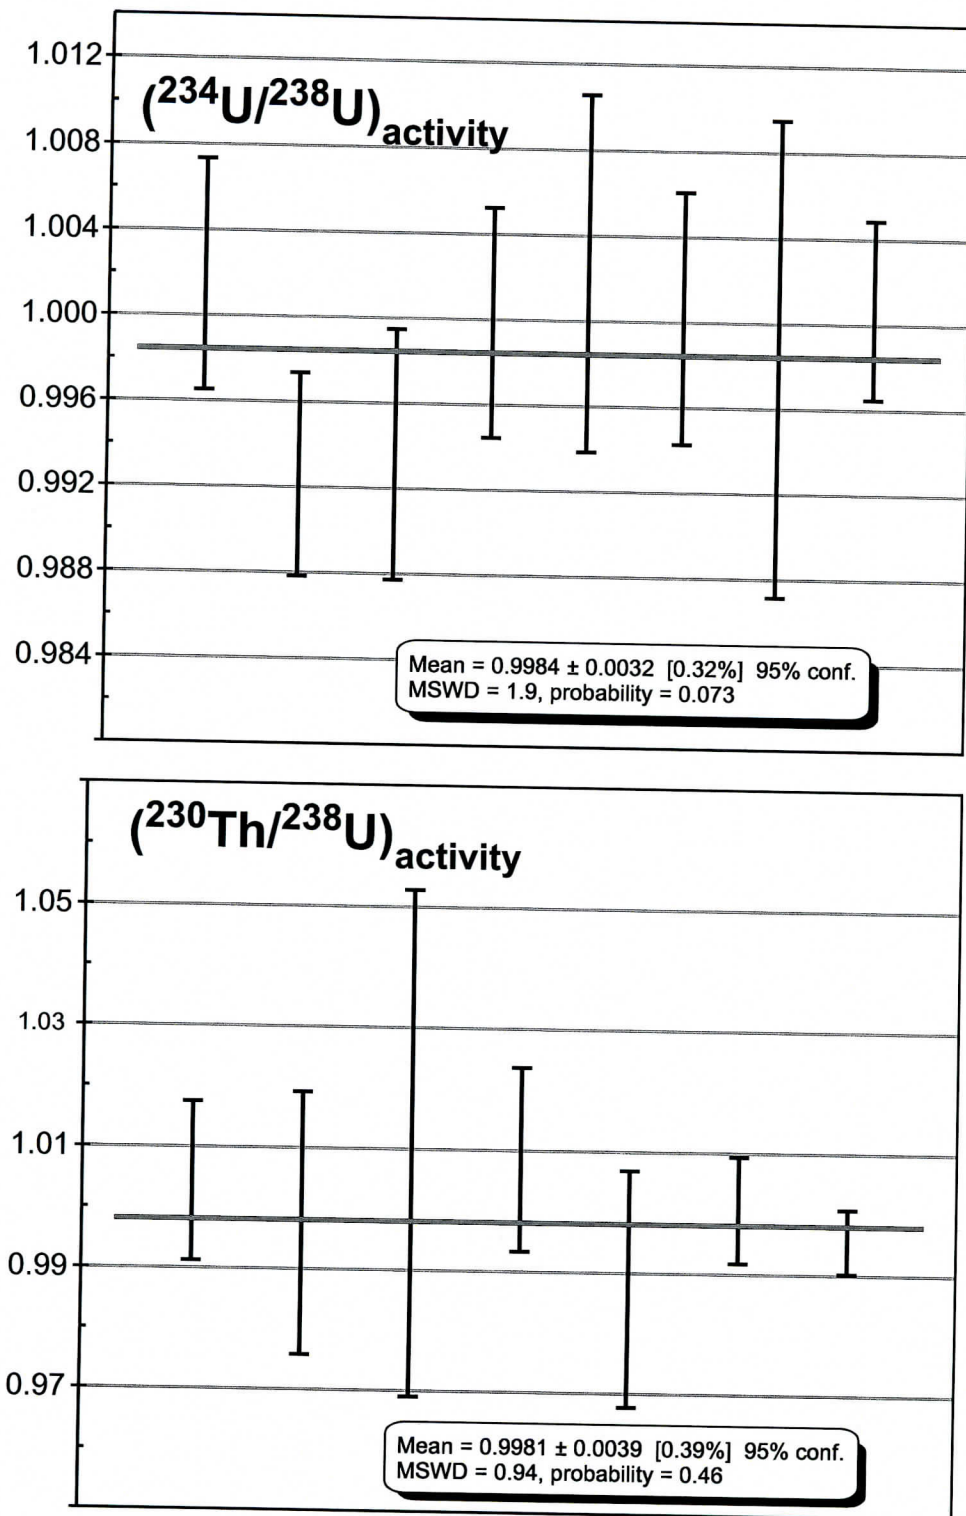 (²³⁴U/²³⁸U)activity
1.012
1.008
1.004
1.000
0.996
0.992
0.988
0.984
Mean = 0.9984 ± 0.0032 [0.32%] 95% conf.
MSWD = 1.9, probability = 0.073
(²³⁰Th/²³⁸U)activity
1.05
1.03
1.01
0.99
0.97
Mean = 0.9981 ± 0.0039 [0.39%] 95% conf.
MSWD = 0.94, probability = 0.46